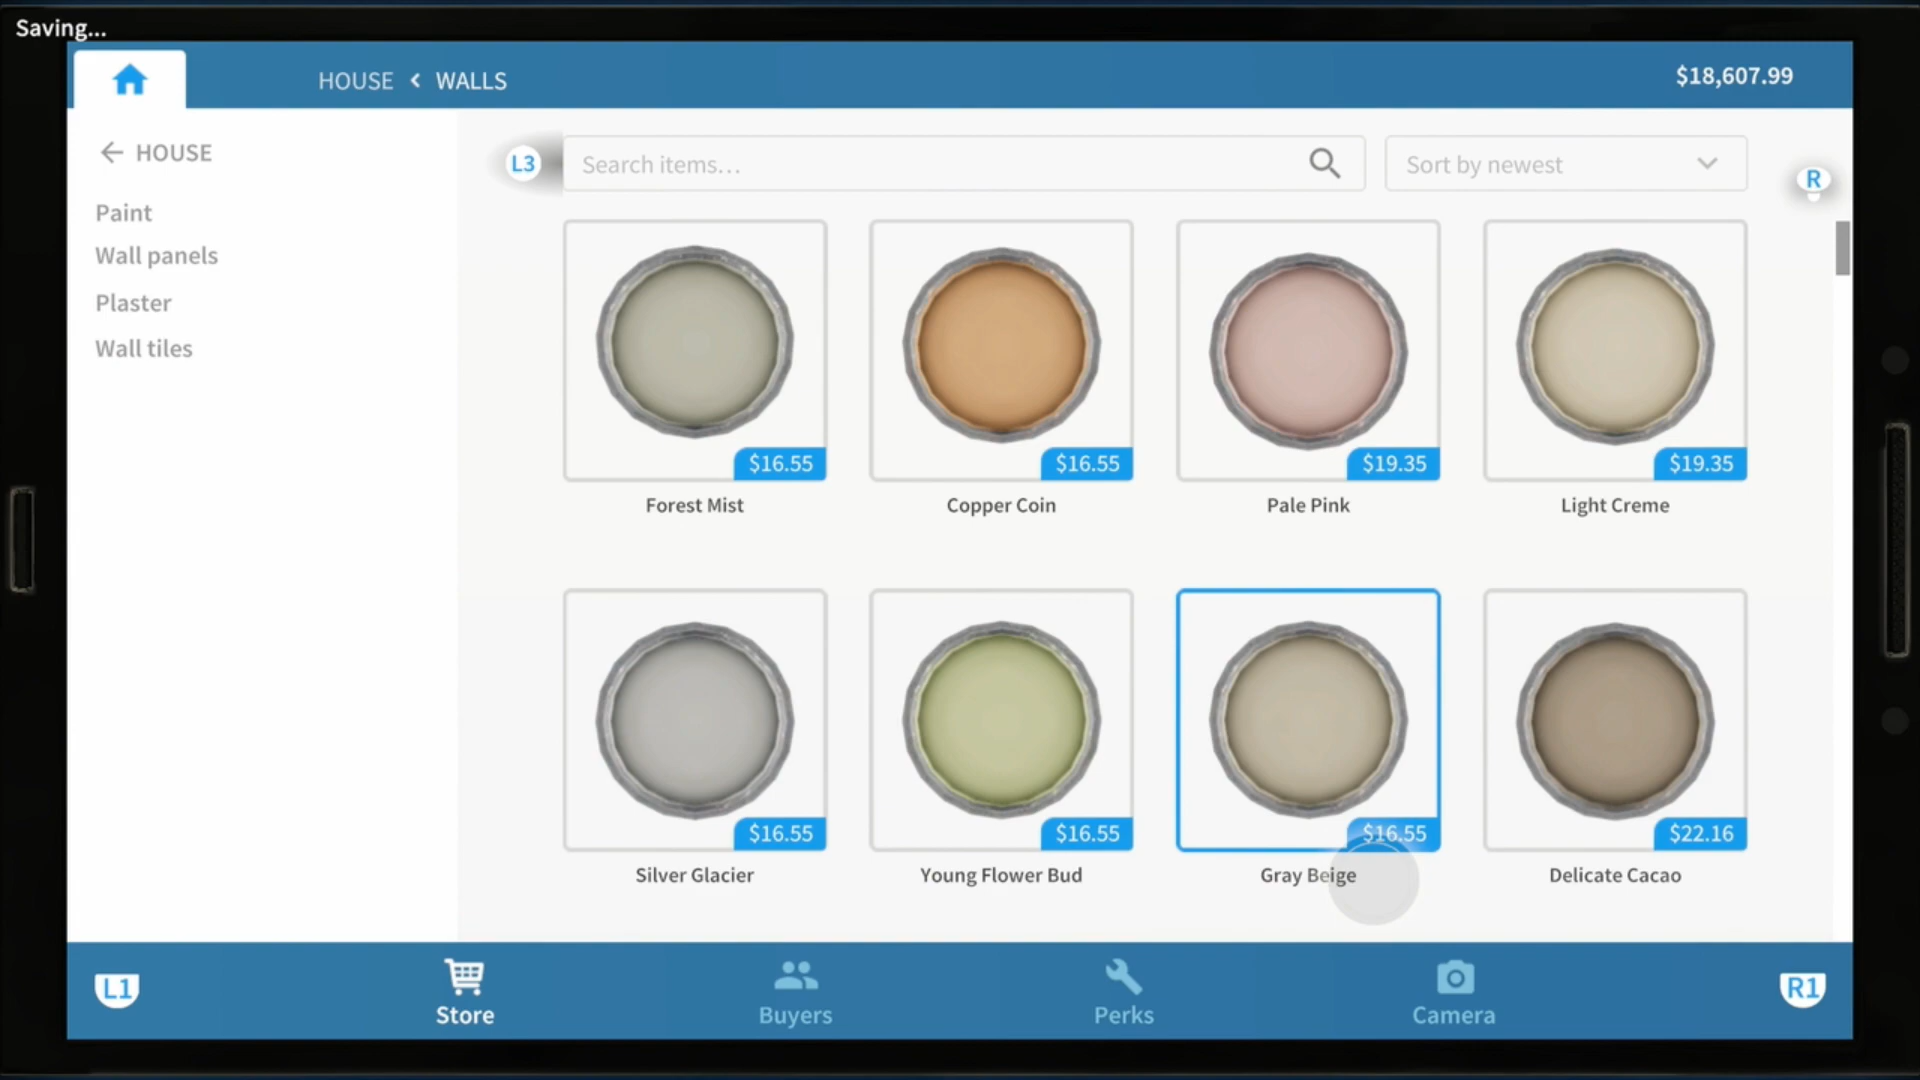 Saving...
HOUSE < WALLS
$18,607.99
HOUSE
Paint
Wall panels
Plaster
Wall tiles
L3
Search items...
Sort by newest
R
$16.55
$16.55
$19.35
$19.35
Forest Mist
Copper Coin
Pale Pink
Light Creme
$16.55
$16.55
$16.55
$22.16
Silver Glacier
Young Flower Bud
Gray Beige
Delicate Cacao
L1
Store
Buyers
Perks
Camera
R1